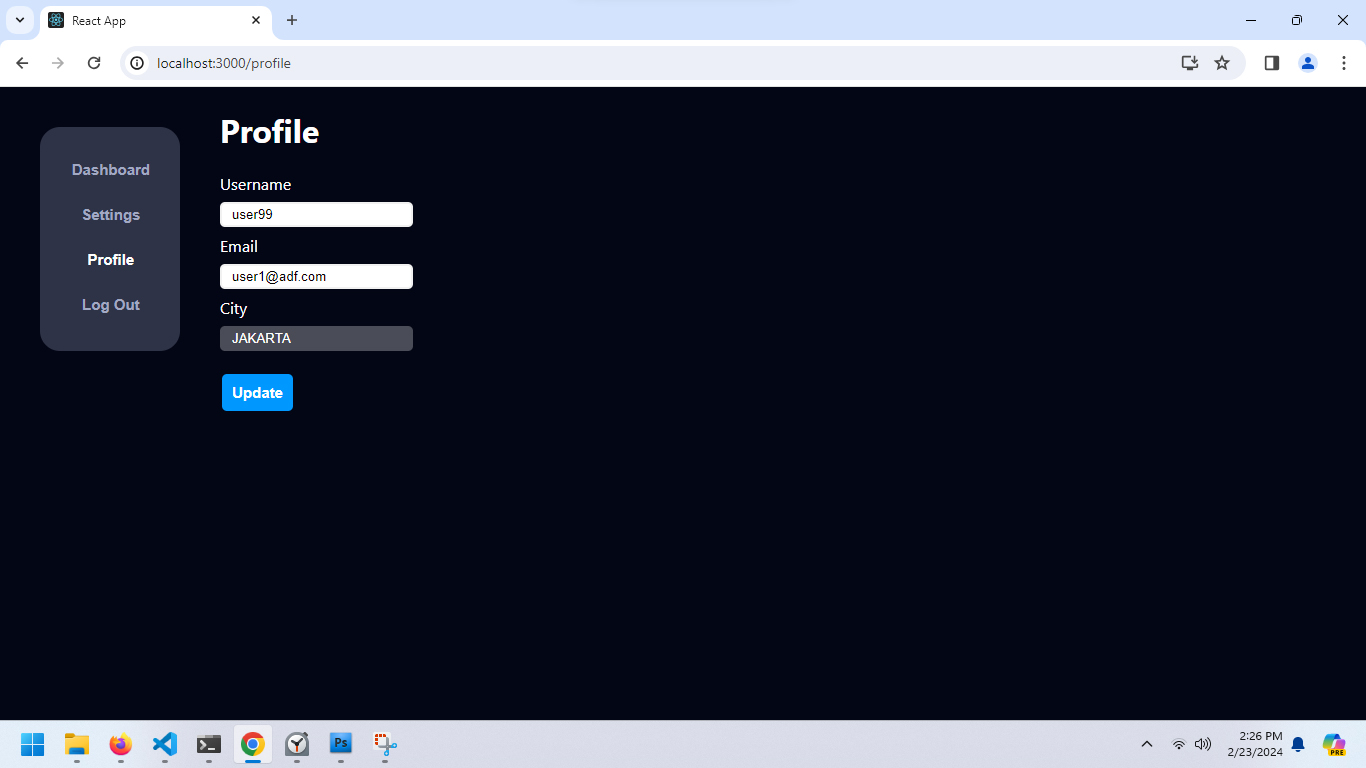 React App
localhost:3000/profile
Profile
Dashboard
Settings
Profile
Log Out
Username
user99
Email
user1@adf.com
City
JAKARTA
Update
Ps
2:26 PM
2/23/2024
PRE